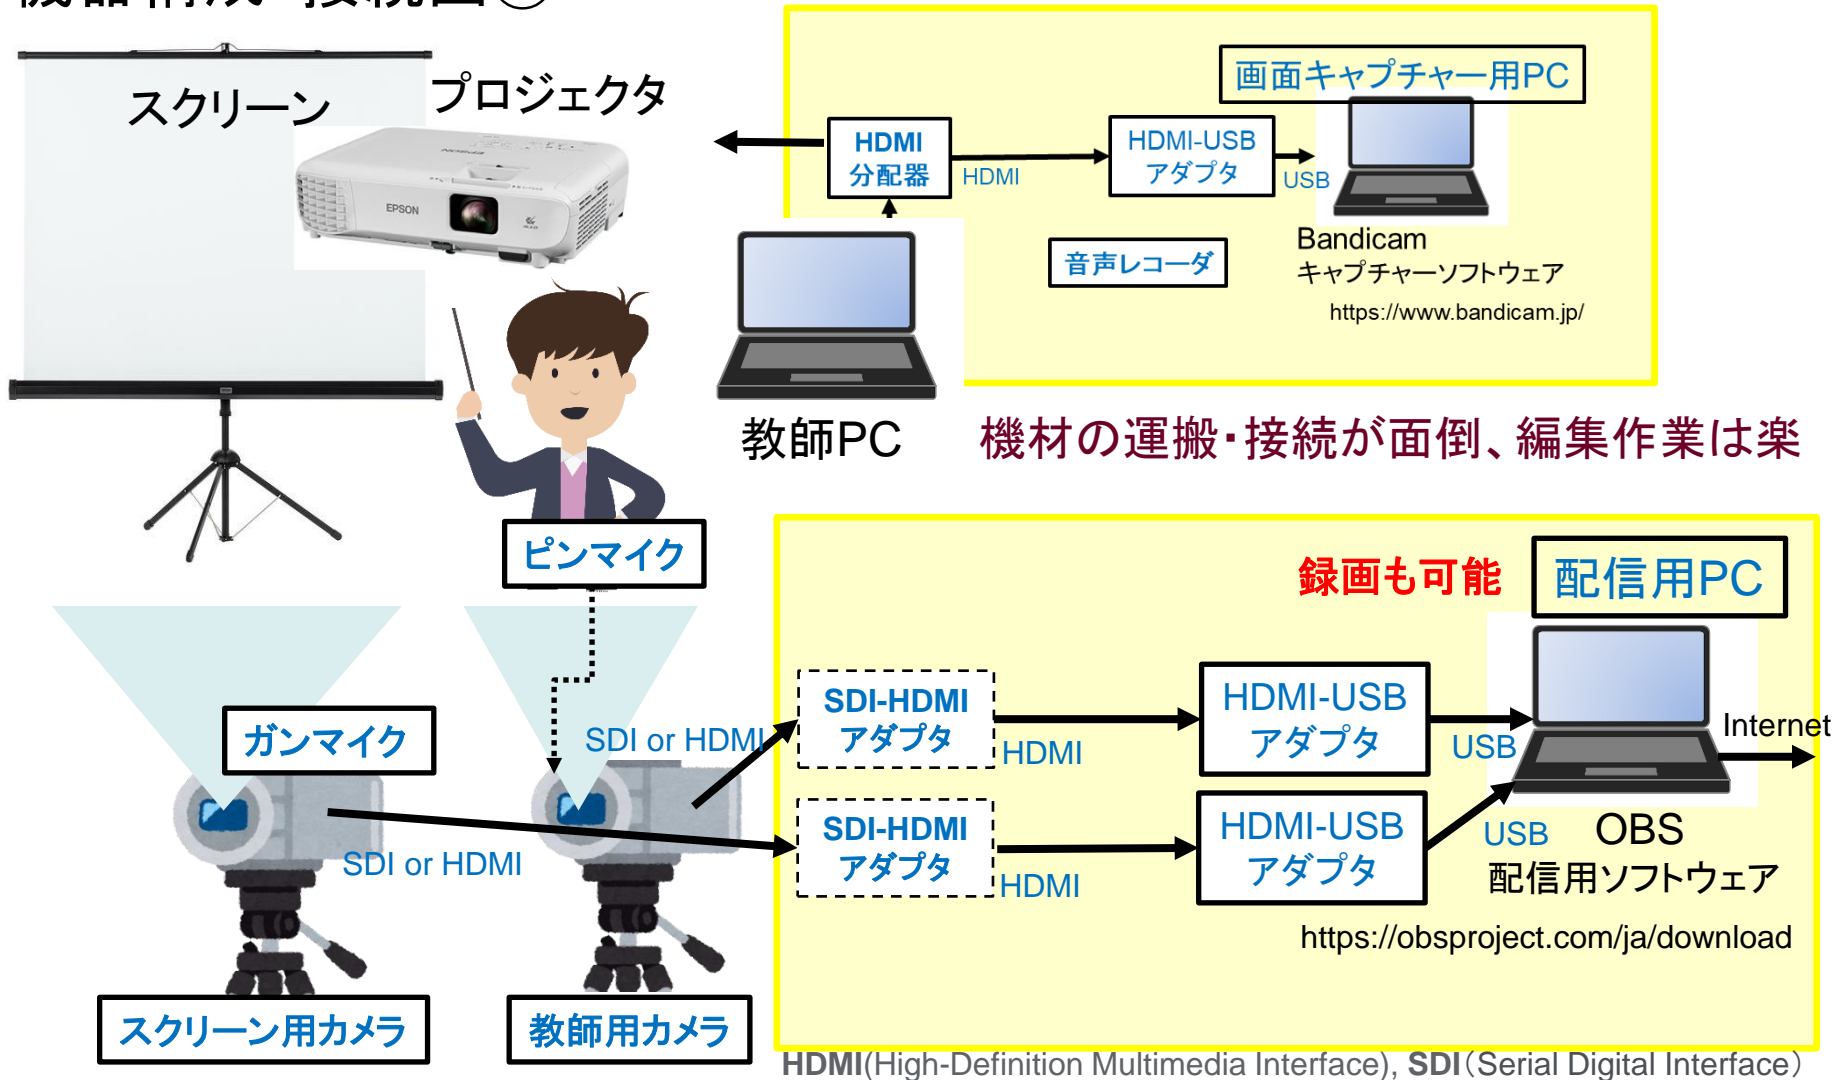 スクリーン
プロジェクタ
EPSON
EPSON
画面キャプチャー用PC
HDMI
分配器
HDMI
HDMI-USB
アダプタ
USB
音声レコーダ
Bandicam
キャプチャーソフトウェア
https://www.bandicam.jp/
教師PC
機材の運搬・接続が面倒、編集作業は楽
ピンマイク
録画も可能
配信用PC
ガンマイク
SDI or HDMI
SDI-HDMI
アダプタ
HDMI
HDMI-USB
アダプタ
USB
Internet
SDI or HDMI
SDI-HDMI
アダプタ
HDMI
HDMI-USB
アダプタ
USB
OBS
配信用ソフトウェア
https://obsproject.com/ja/download
スクリーン用カメラ
教師用カメラ
HDMI(High-Definition Multimedia Interface), SDI（Serial Digital Interface）